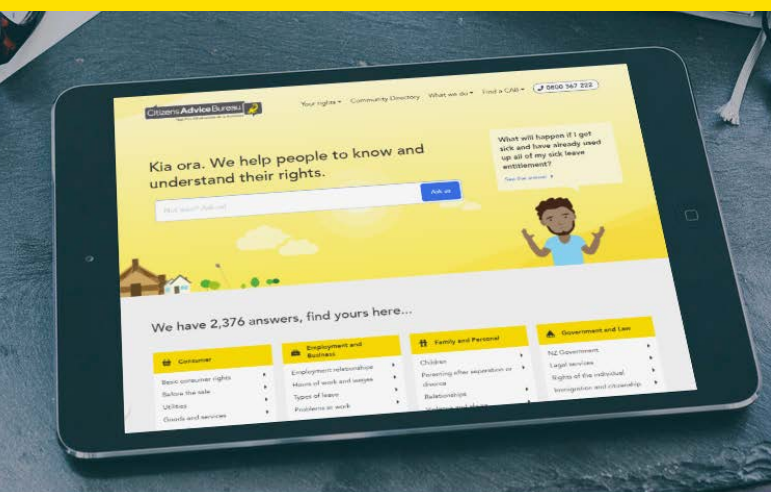 Citizens Advice Bureau
Your rights
Community Directory
What we do
Find a CAB
0800 367 222
Kia ora. We help people to know and
understand their rights.
Ask us
What will happen if I get
sick and have already used
up all of my sick leave
entitlement?
See the answer
We have 2,376 answers, find yours here...
Consumer
Basic consumer rights
Before the sale
Utilities
Goods and services
Employment and
Business
Employment relationships
Hours of work and wages
Types of leave
Problems at work
Family and Personal
Children
Parenting after separation or
divorce
Relationships
Violence and abuse
Government and Law
NZ Government
Legal services
Rights of the individual
Immigration and citizenship